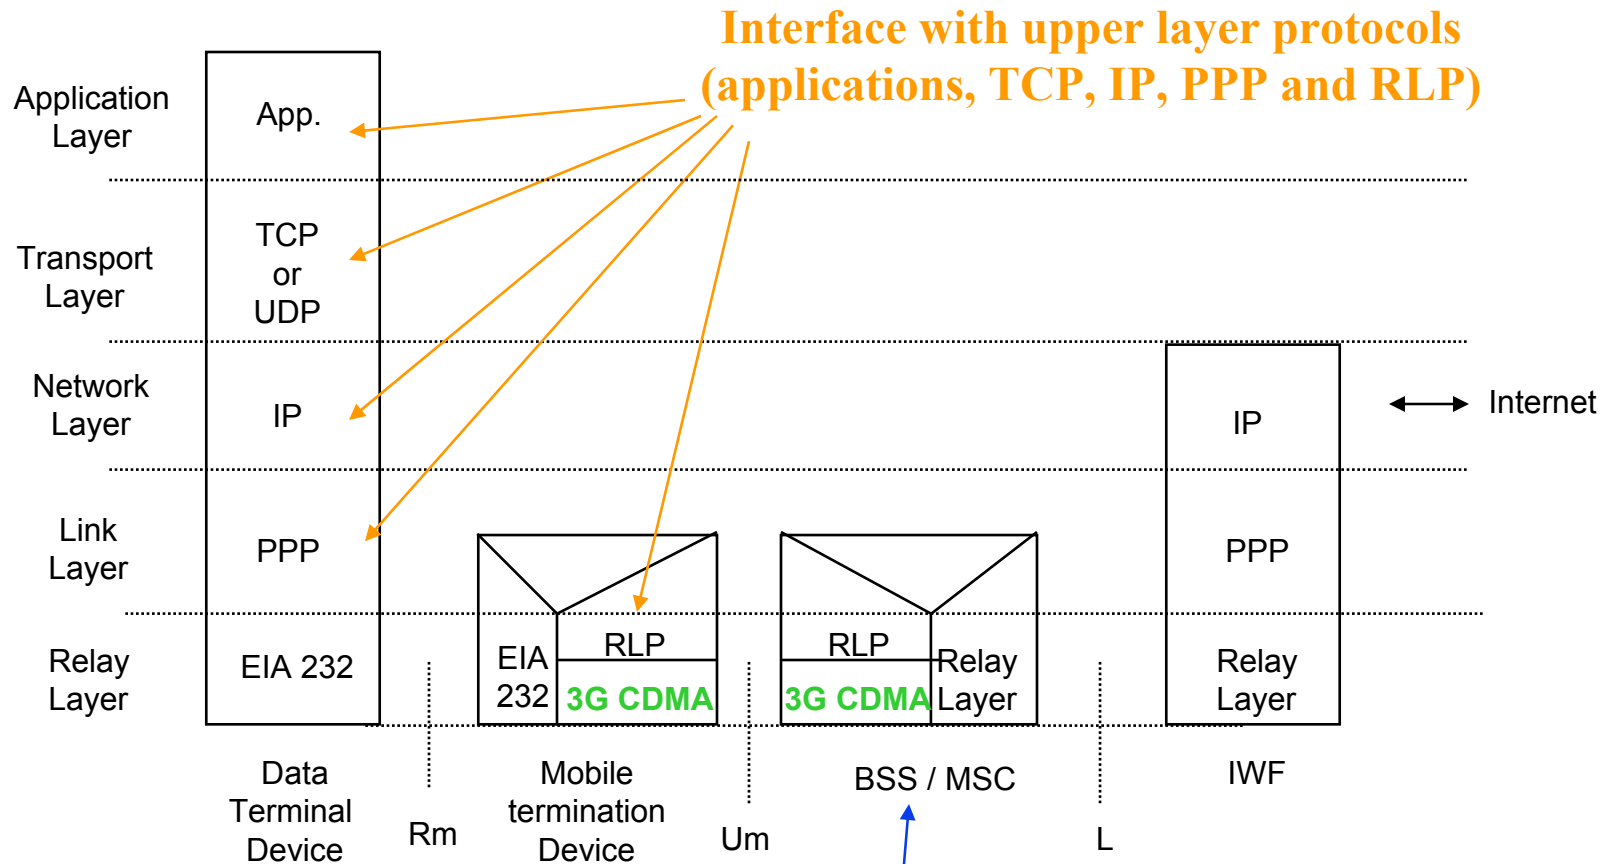 Interface with upper layer protocols
(applications, TCP, IP, PPP and RLP)
Application
Layer
App.
Transport
Layer
TCP
or
UDP
Network
Layer
IP
IP
Internet
Link
Layer
PPP
PPP
Relay
Layer
EIA 232
EIA
232
RLP
3G CDMA
RLP
3G CDMA
Relay
Layer
Relay
Layer
Data
Terminal
Device
Rm
Mobile
termination
Device
Um
BSS / MSC
L
IWF